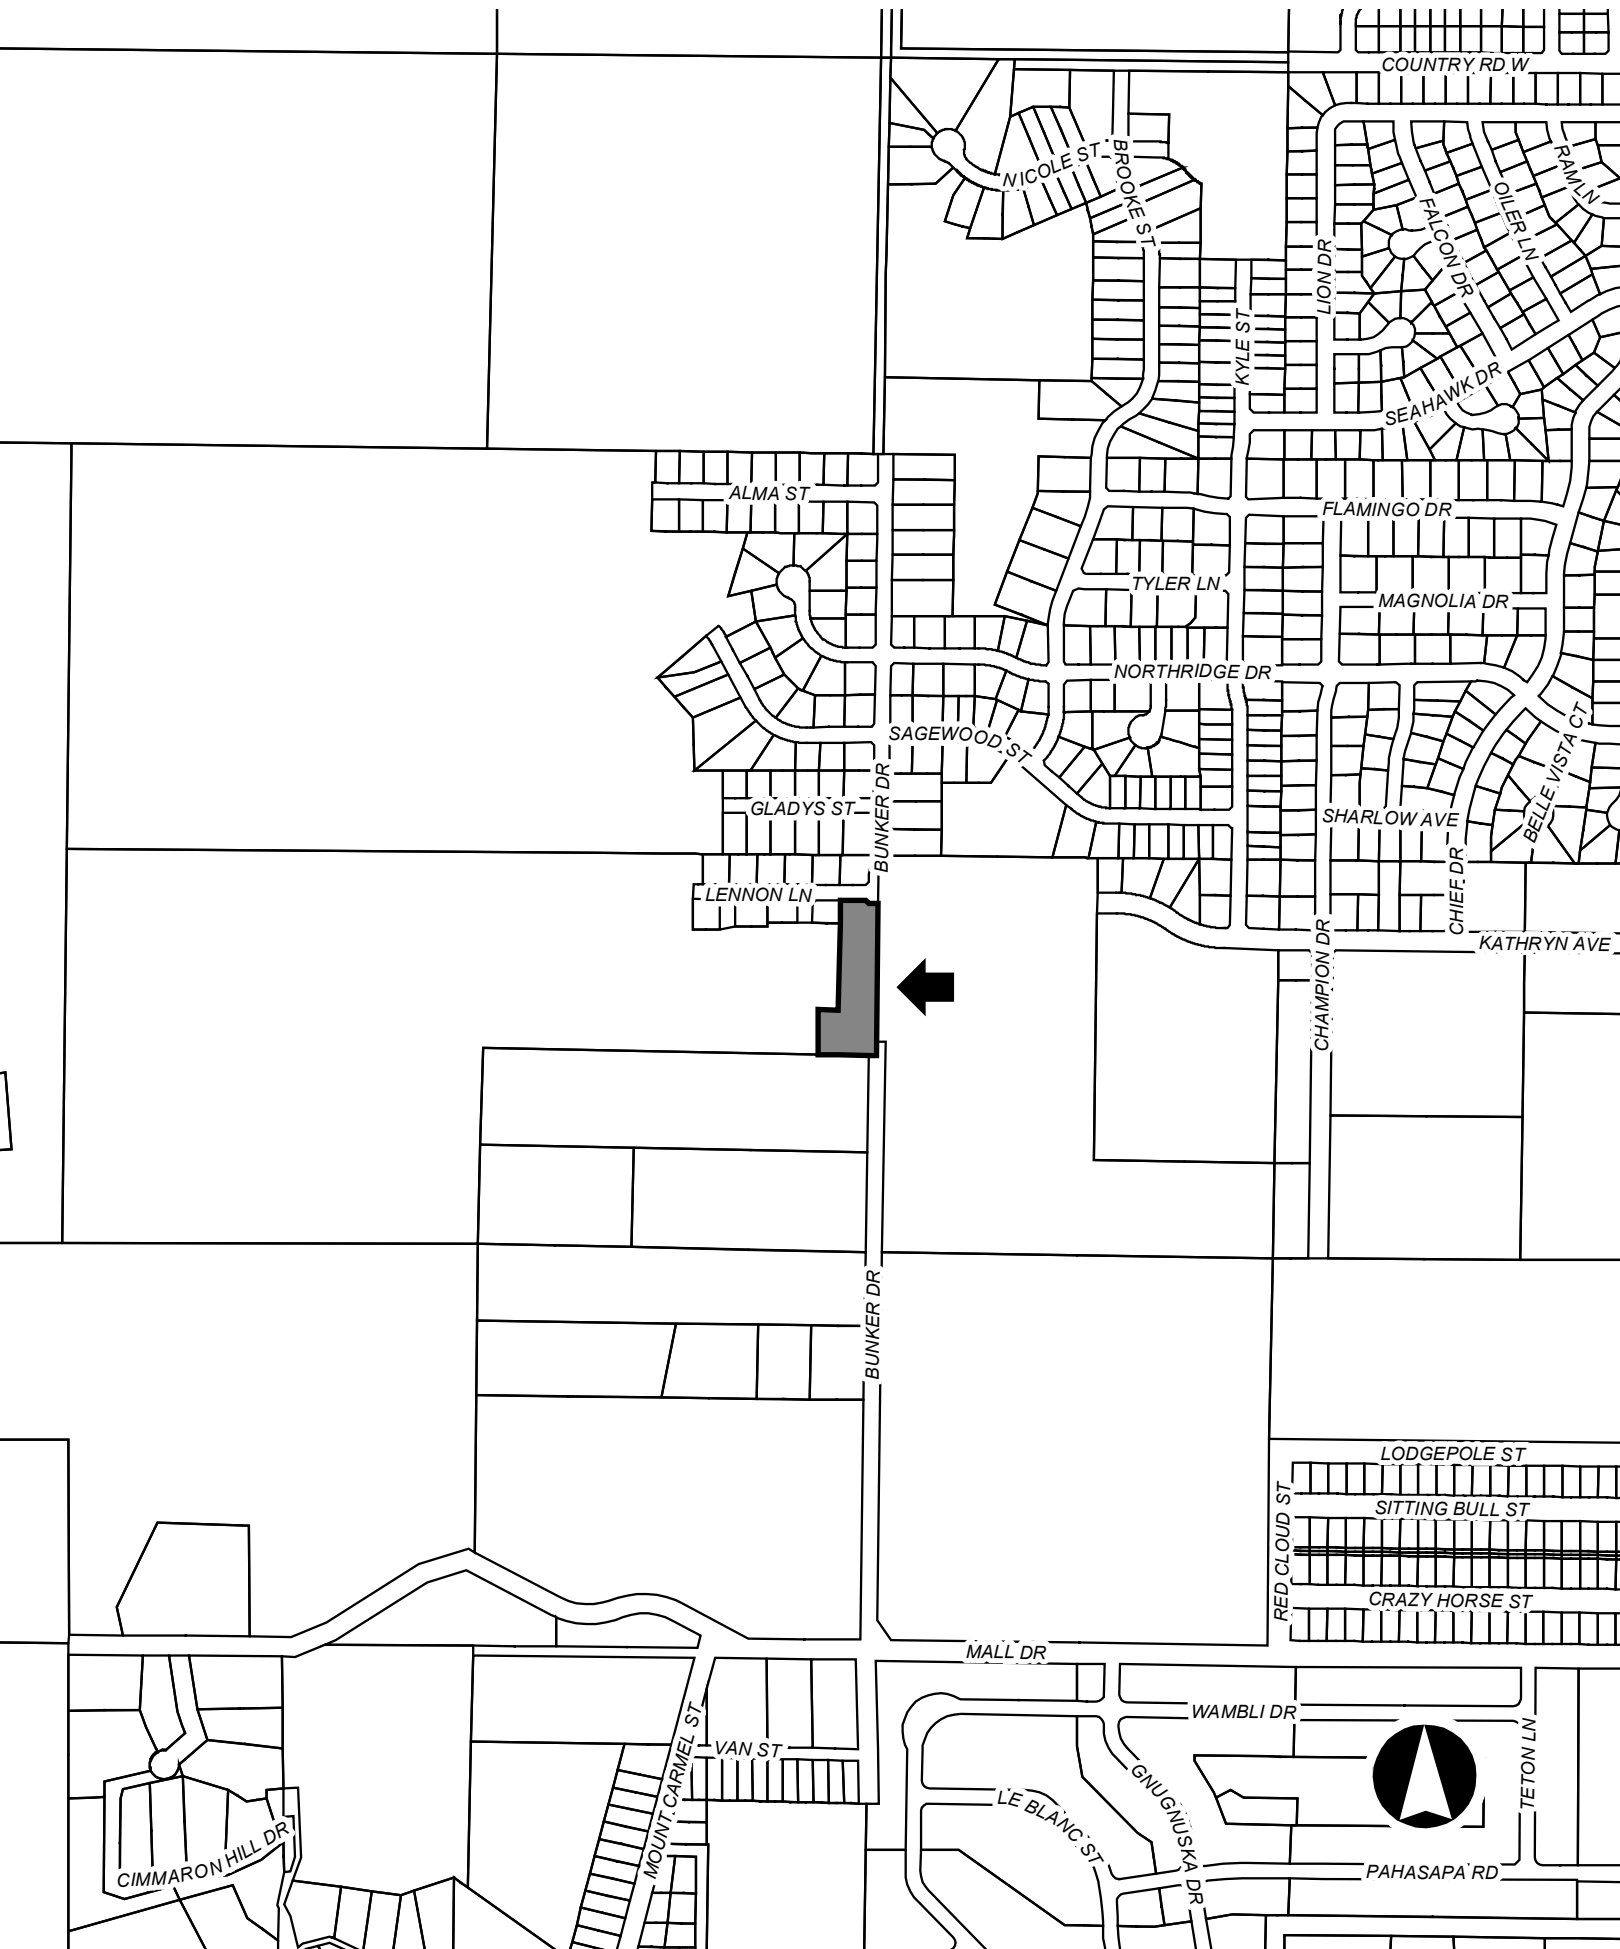 COUNTRY RD W
NICOLE ST
BROOKE ST
RAM LN
OILER LN
FALCON DR
LION DR
KYLE ST
SEAHAWK DR
ALMA ST
FLAMINGO DR
TYLER LN
MAGNOLIA DR
NORTHRIDGE DR
SAGEWOOD ST
BELLE VISTA CT
BUNKER DR
GLADYS ST
SHARLOW AVE
CHIEF DR
LENNON LN
KATHRYN AVE
CHAMPION DR
BUNKER DR
LODGEPOLE ST
SITTING BULL ST
RED CLOUD ST
CRAZY HORSE ST
MALL DR
WAMBLI DR
MOUNT CARMEL ST
VAN ST
TETON LN
GNUGNUSKA DR
LE BLANC ST
CIMMARON HILL DR
PAHASAPA RD